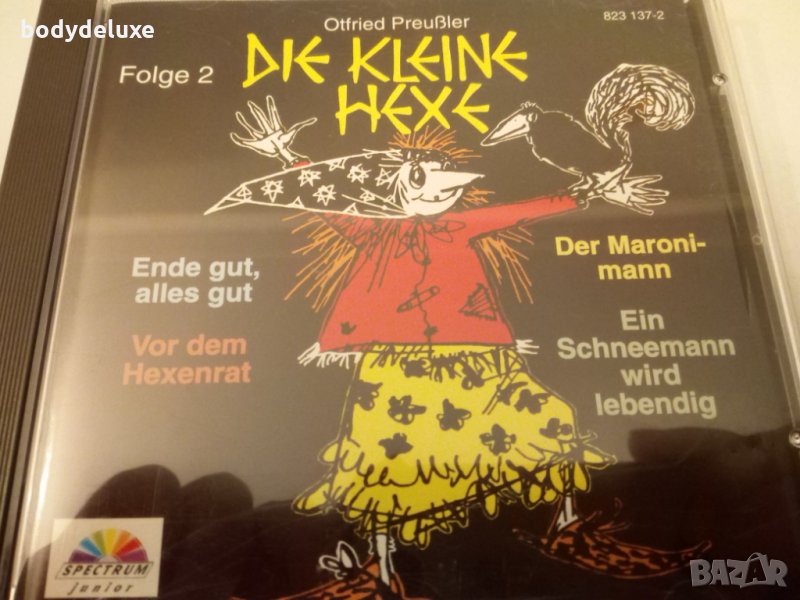 bodydeluxe
Otfried Preußler
823 137-2
Folge 2
DIE KLEINE
HEXE
Ende gut,
alles gut
Vor dem
Hexenrat
Der Maroni-
mann
Ein
Schneemann
wird
lebendig
SPECTRUM
junior
BAZAR